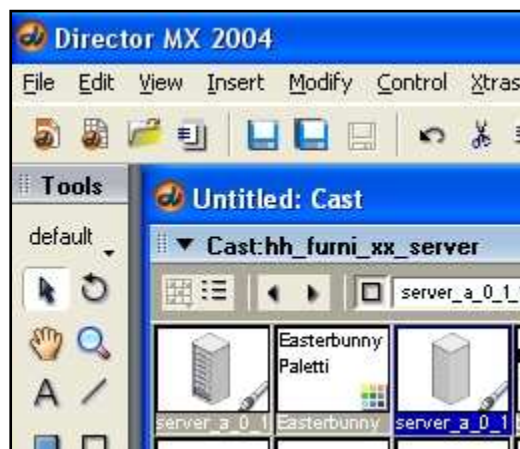 Director MX 2004
File Edit View Insert Modify Control Xtras
Tools
Untitled: Cast
default
Cast:hh_furni_xx_server
server_a_0_1
Easterbunny
Paletti
A
server_a_0_1 Easterbunny server_a_0_1